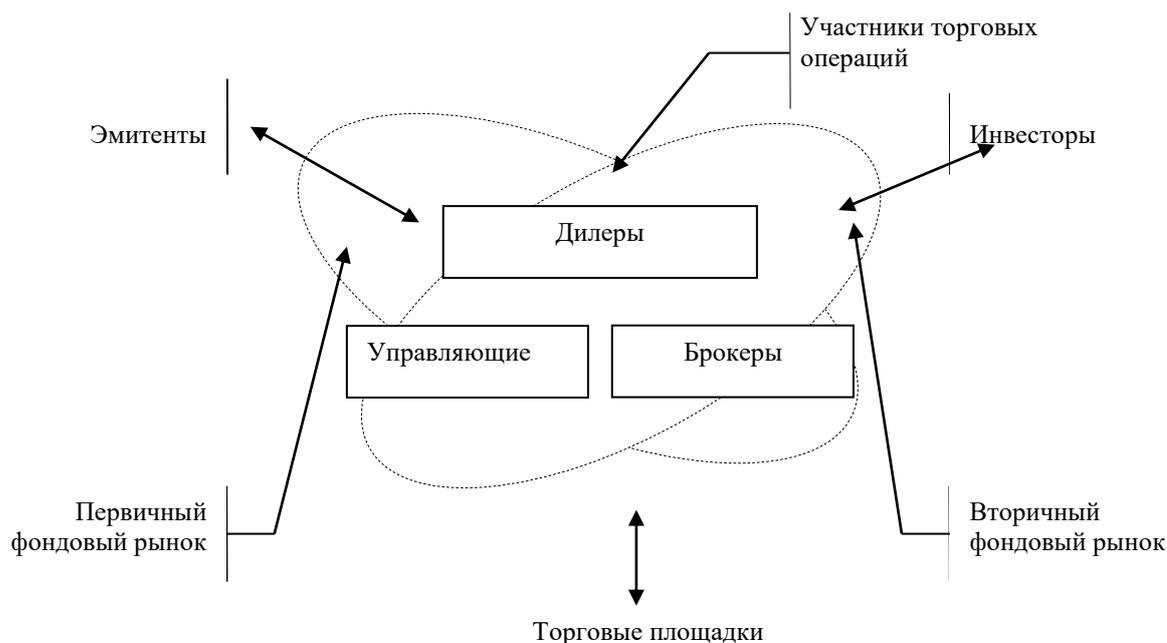 Участники торговых
операций
Эмитенты
Инвесторы
Дилеры
Управляющие
Брокеры
Первичный
фондовый рынок
Вторичный
фондовый рынок
Торговые площадки